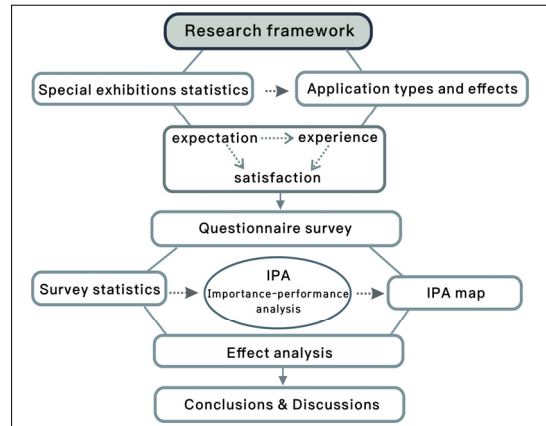 Research framework
Special exhibitions statistics
Application types and effects
expectation
experience
satisfaction
Questionnaire survey
Survey statistics
IPA
Importance-performance
analysis
IPA map
Effect analysis
Conclusions & Discussions